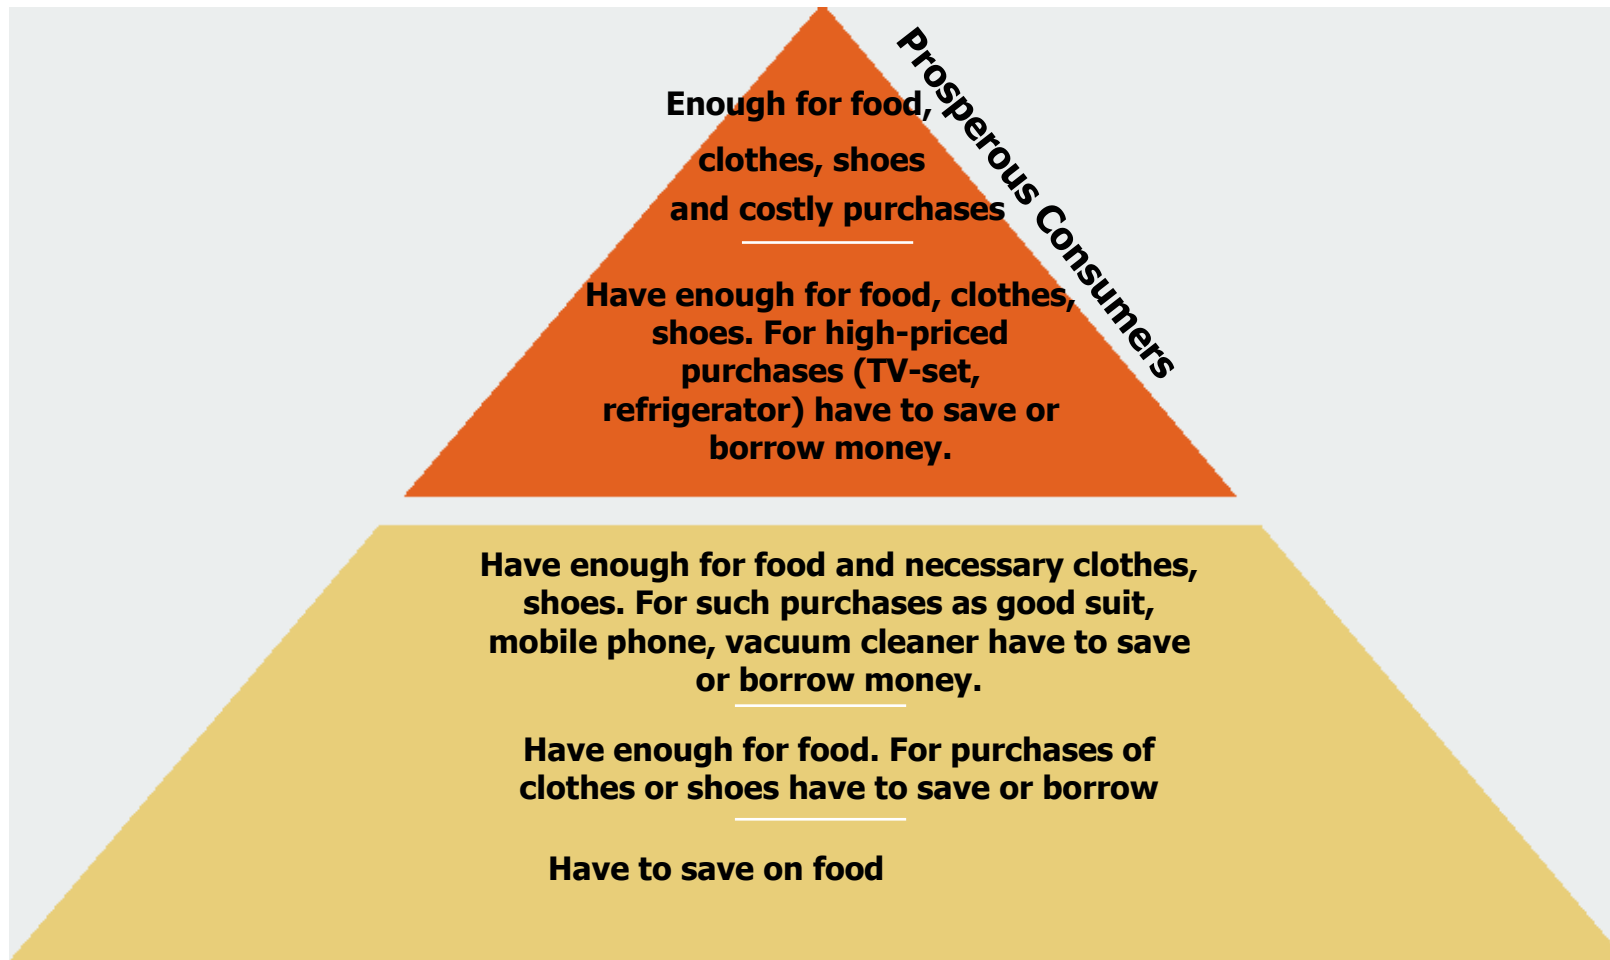 Prosperous Consumers
Enough for food,
clothes, shoes
and costly purchases
Have enough for food, clothes,
shoes. For high-priced
purchases (TV-set,
refrigerator) have to save or
borrow money.
Have enough for food and necessary clothes,
shoes. For such purchases as good suit,
mobile phone, vacuum cleaner have to save
or borrow money.
Have enough for food. For purchases of
clothes or shoes have to save or borrow
Have to save on food